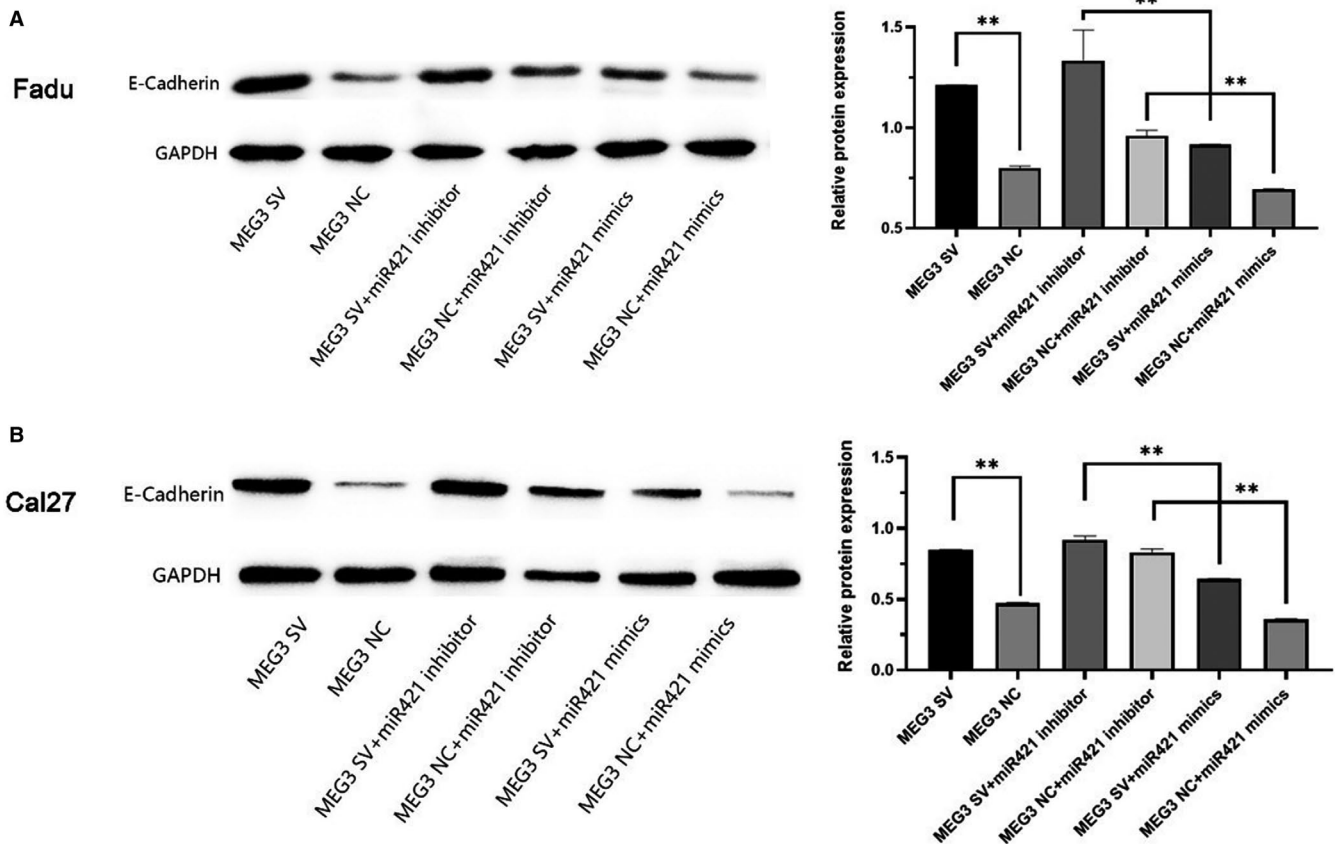 A
Fadu
E-Cadherin
GAPDH
MEG3 SV
MEG3 NC
MEG3 SV+miR421 inhibitor
MEG3 NC+miR421 inhibitor
MEG3 SV+miR421 mimics
MEG3 NC+miR421 mimics
Relative protein expression
1.5
1.0
0.5
**
**
**
MEG3 SV
MEG3 NC
MEG3 SV+miR421 inhibitor
MEG3 NC+miR421 inhibitor
MEG3 SV+miR421 mimics
MEG3 NC+miR421 mimics
B
Cal27
E-Cadherin
GAPDH
MEG3 SV
MEG3 NC
MEG3 SV+miR421 inhibitor
MEG3 NC+miR421 inhibitor
MEG3 SV+miR421 mimics
MEG3 NC+miR421 mimics
Relative protein expression
1.5
1.0
0.5
0.0
**
**
**
MEG3 SV
MEG3 NC
MEG3 SV+miR421 inhibitor
MEG3 NC+miR421 inhibitor
MEG3 SV+miR421 mimics
MEG3 NC+miR421 mimics